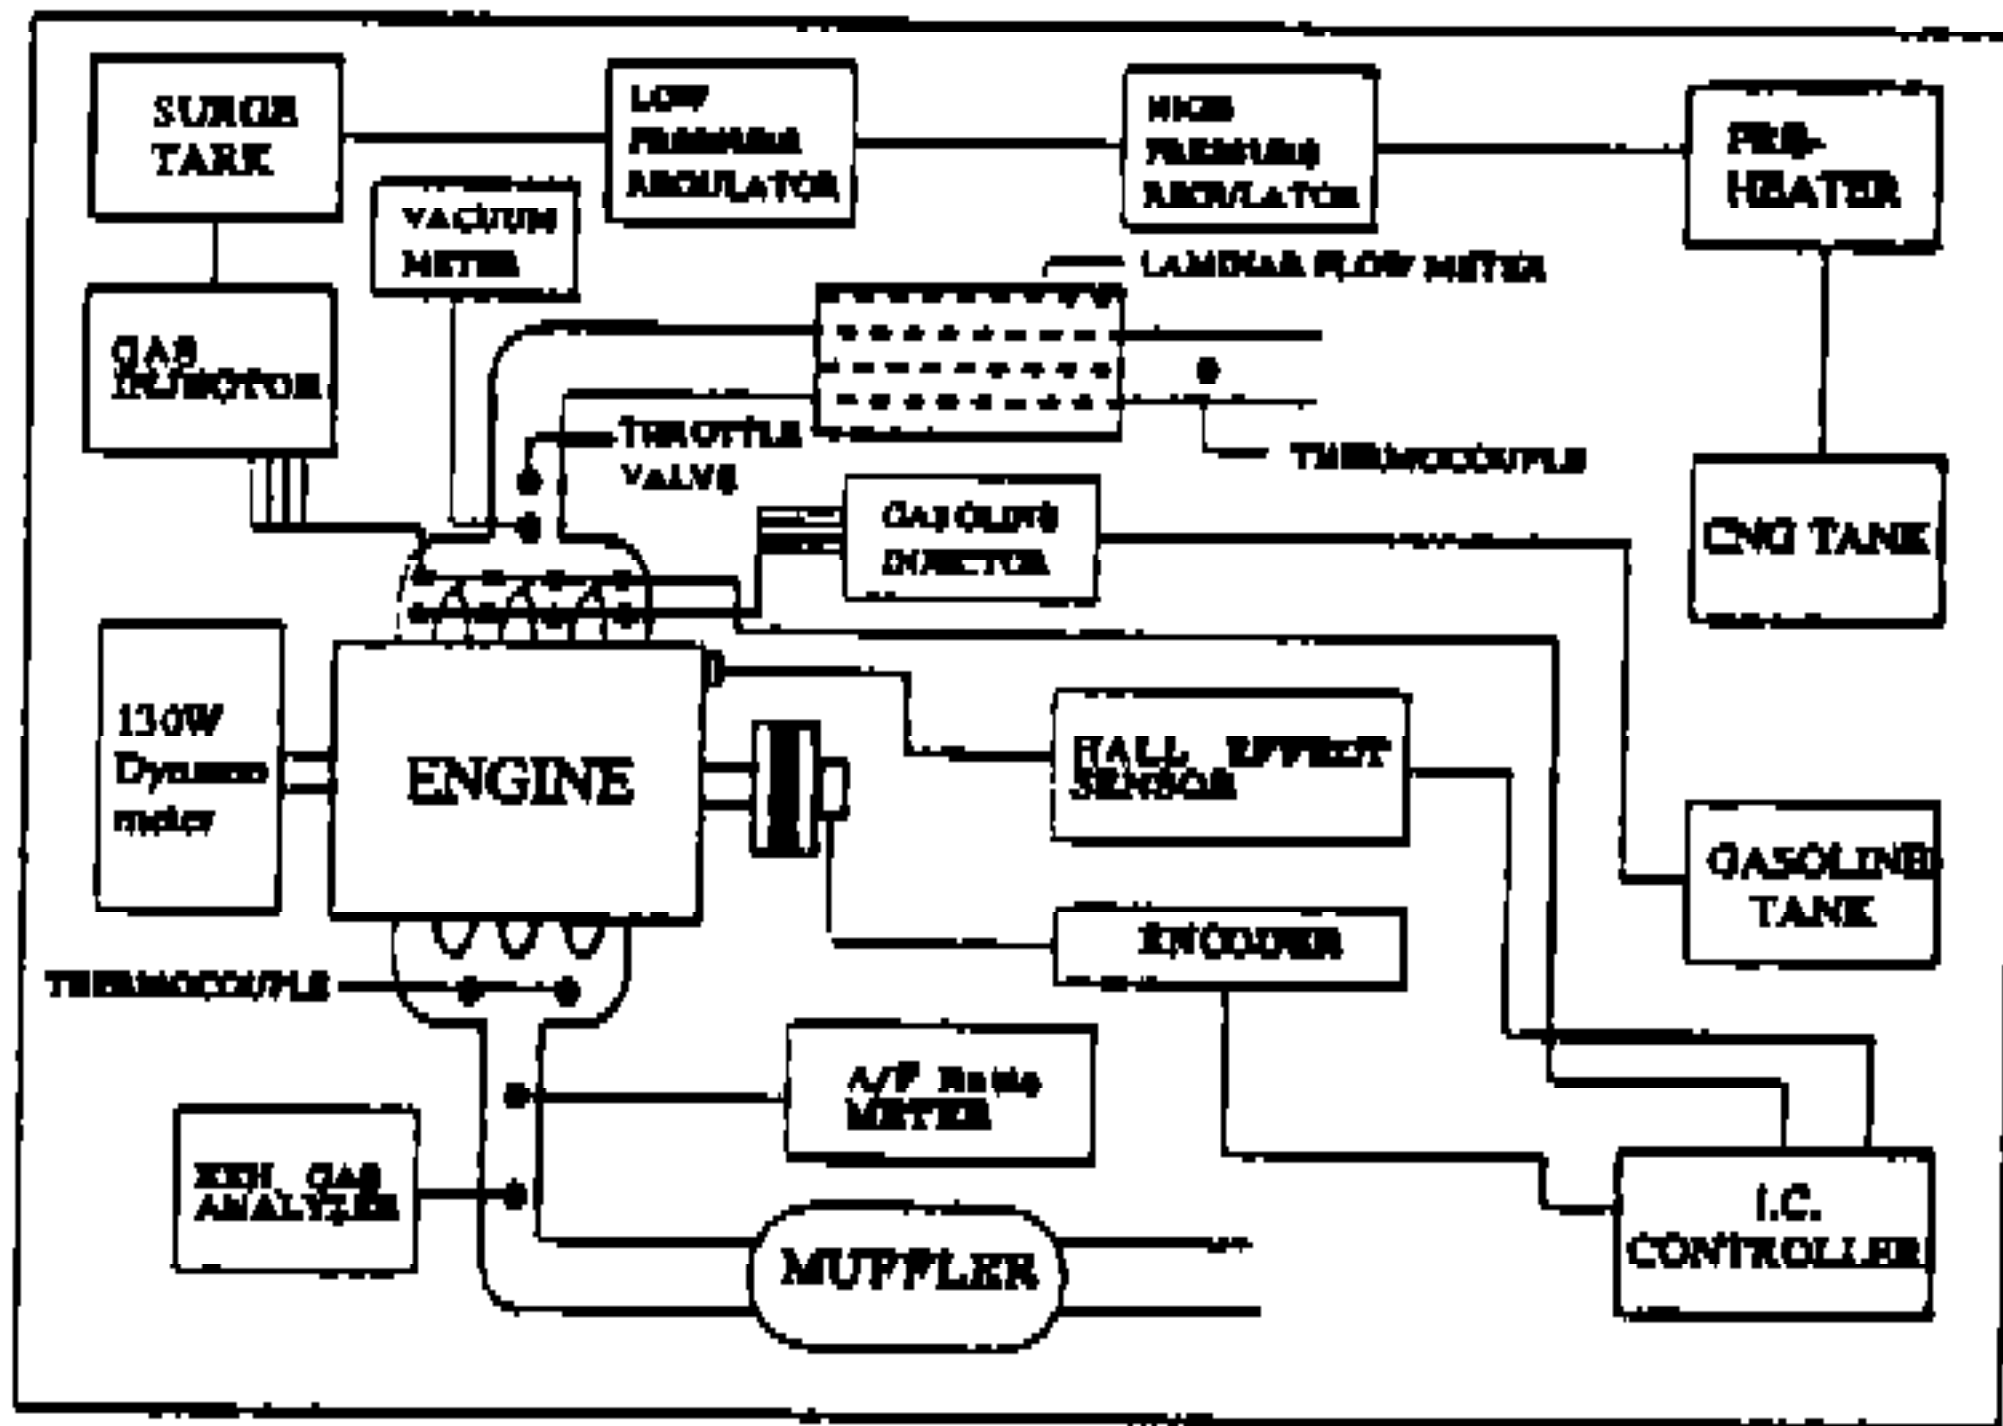 SURGE
TANK
LOW
PRESSURE
REGULATOR
HIGH
PRESSURE
REGULATOR
PRE-
HEATER
VACUUM
METER
LAMINAR FLOW METER
GAS
INJECTOR
THROTTLE
VALVE
THERMOCOUPLE
GASOLINE
INJECTOR
CNG TANK
130W
Dynamo
meter
ENGINE
HALL EFFECT
SENSOR
GASOLINE
TANK
ENCODER
THERMOCOUPLE
A/F Ratio
METER
EXH. GAS
ANALYZER
I.C.
CONTROLLER
MUFFLER